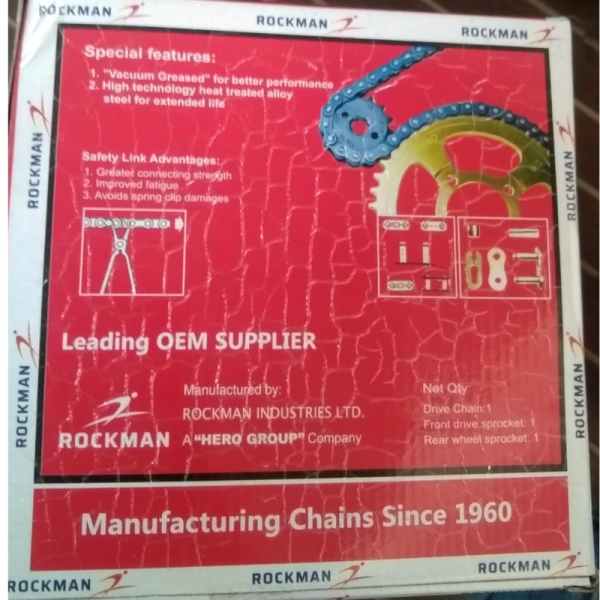 ROCKMAN
ROCKMAN
ROCKMAN
Special features:
1. "Vacuum Greased" for better performance
2. High technology heat treated alloy
steel for extended life
Safety Link Advantages:
1. Greater connecting strength
2. Improved fatigue
3. Avoids spring clip damages
ROCKMAN
ROCKMAN
Leading OEM SUPPLIER
Manufactured by:
ROCKMAN INDUSTRIES LTD.
ROCKMAN
A "HERO GROUP" Company
Net Qty
Drive Chain:1
Front drive sprocket: 1
Rear wheel sprocket: 1
ROCKMAN
ROCKMAN
Manufacturing Chains Since 1960
ROCKMAN
ROCKMAN
ROCKMAN